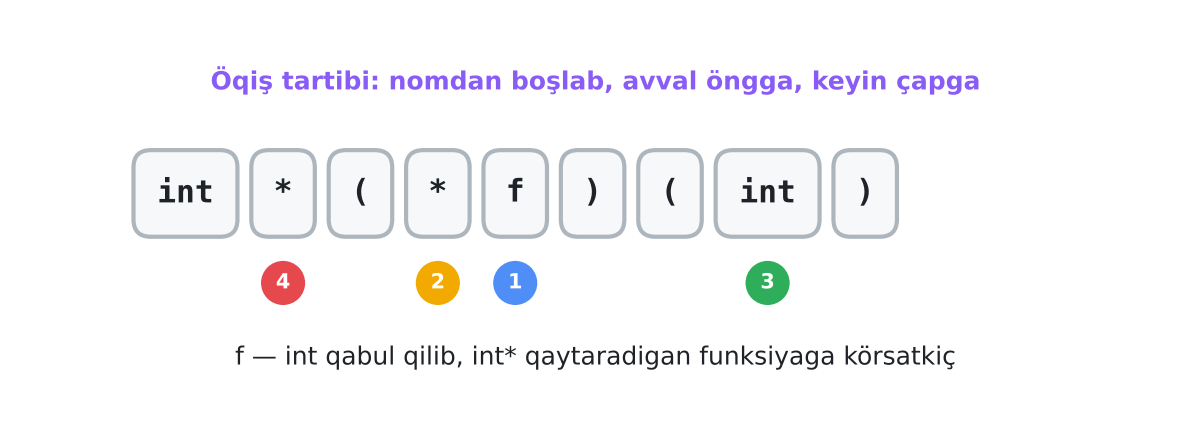 Öqiş tartibi: nomdan boşlab, avval öngga, keyin çapga
int * ( * f ) ( int )
4 2 1 3
f — int qabul qilib, int* qaytaradigan funksiyaga körsatkiç